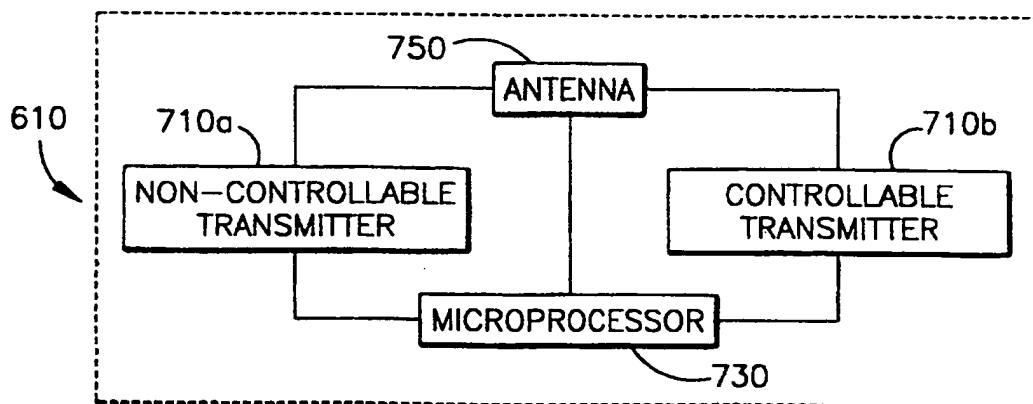 750
ANTENNA
610
710a
710b
NON-CONTROLLABLE
TRANSMITTER
CONTROLLABLE
TRANSMITTER
MICROPROCESSOR
730